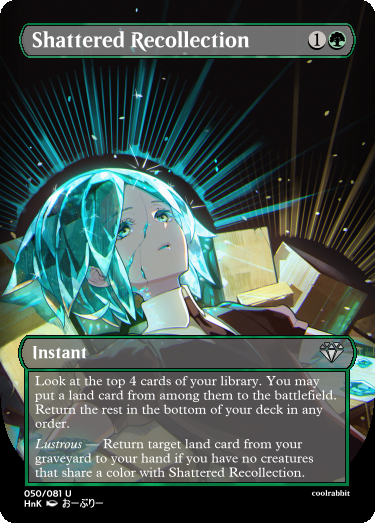 Shattered Recollection 1
Instant
Look at the top 4 cards of your library. You may
put a land card from among them to the battlefield.
Return the rest in the bottom of your deck in any
order.
Lustrous — Return target land card from your
graveyard to your hand if you have no creatures
that share a color with Shattered Recollection.
050/081 U
HnK おーぶりー
coolrabbit